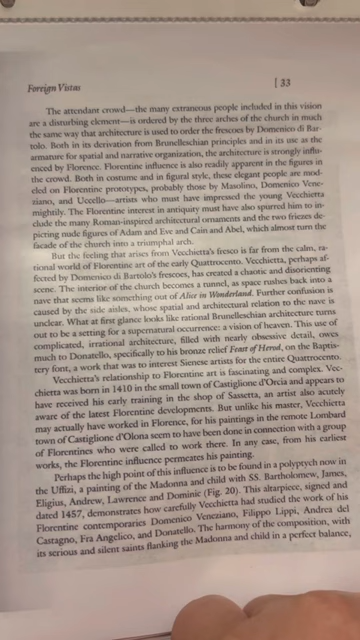 Foreign Vistas [ 33
The attendant crowd—the many extraneous people included in this vision
are a disturbing element—is ordered by the three arches of the church in much
the same way that architecture is used to order the frescoes by Domenico di Bar-
tolo. Both in its derivation from Brunelleschian principles and in its use as the
armature for spatial and narrative organization, the architecture is strongly influ-
enced by Florence. Florentine influence is also readily apparent in the figures in
the crowd. Both in costume and in figural style, these elegant people are mod-
eled on Florentine prototypes, probably those by Masolino, Domenico Vene-
ziano, and Uccello—artists who must have impressed the young Vecchietta
mightily. The Florentine interest in antiquity must have also spurred him to in-
clude the many Roman-inspired architectural ornaments and the two friezes de-
picting nude figures of Adam and Eve and Cain and Abel, which almost turn the
facade of the church into a triumphal arch.
But the feeling that arises from Vecchietta's fresco is far from the calm, ra-
tional world of Florentine art of the early Quattrocento. Vecchietta, perhaps af-
fected by Domenico di Bartolo's frescoes, has created a chaotic and disorienting
scene. The interior of the church becomes a tunnel, as space rushes back into a
nave that seems like something out of Alice in Wonderland. Further confusion is
caused by the side aisles, whose spatial and architectural relation to the nave is
unclear. What at first glance looks like rational Brunelleschian architecture turns
out to be a setting for a supernatural occurrence: a vision of heaven. This use of
complicated, irrational architecture, filled with nearly obsessive detail, owes
much to Donatello, specifically to his bronze relief Feast of Herod, on the Baptis-
tery font, a work that was to interest Sienese artists for the entire Quattrocento.
Vecchietta's relationship to Florentine art is fascinating and complex. Vec-
chietta was born in 1410 in the small town of Castiglione d'Orcia and appears to
have received his early training in the shop of Sassetta, an artist also acutely
aware of the latest Florentine developments. But unlike his master, Vecchietta
may actually have worked in Florence, for his paintings in the remote Lombard
town of Castiglione d'Olona seem to have been done in connection with a group
of Florentines who were called to work there. In any case, from his earliest
works, the Florentine influence permeates his painting.
Perhaps the high point of this influence is to be found in a polyptych now in
the Uffizi, a painting of the Madonna and child with SS. Bartholomew, James,
Eligius, Andrew, Lawrence and Dominic (Fig. 20). This altarpiece, signed and
dated 1457, demonstrates how carefully Vecchietta had studied the work of his
Florentine contemporaries Domenico Veneziano, Filippo Lippi, Andrea del
Castagno, Fra Angelico, and Donatello. The harmony of the composition, with
its serious and silent saints flanking the Madonna and child in a perfect balance,